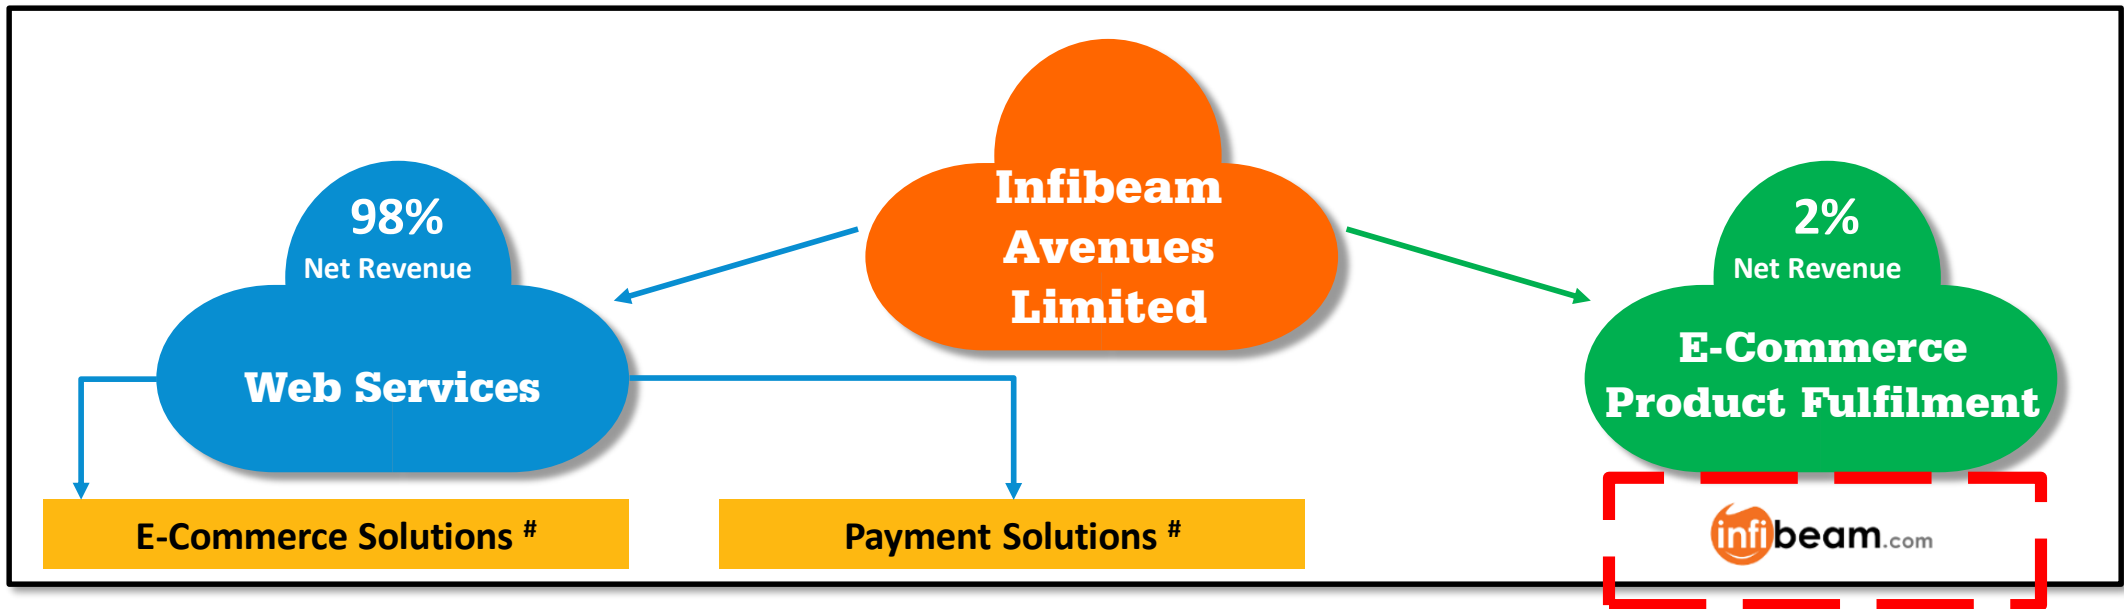 Infibeam
Avenues
Limited
98%
Net Revenue
Web Services
2%
Net Revenue
E-Commerce
Product Fulfilment
E-Commerce Solutions #
Payment Solutions #
infibeam.com